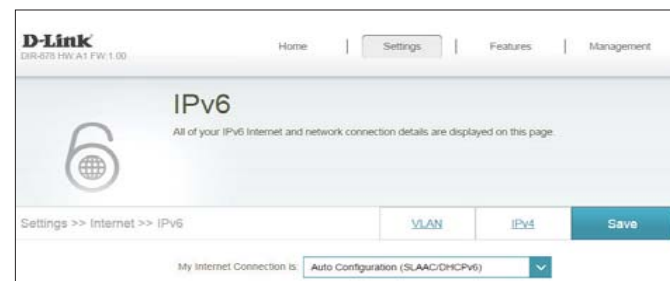 D-Link
DIR-878 HW:A1 FW:1.00
Home | Settings | Features | Management
IPv6
All of your IPv6 Internet and network connection details are displayed on this page.
Settings >> Internet >> IPv6
VLAN
IPv4
Save
My Internet Connection is: Auto Configuration (SLAAC/DHCPv6)